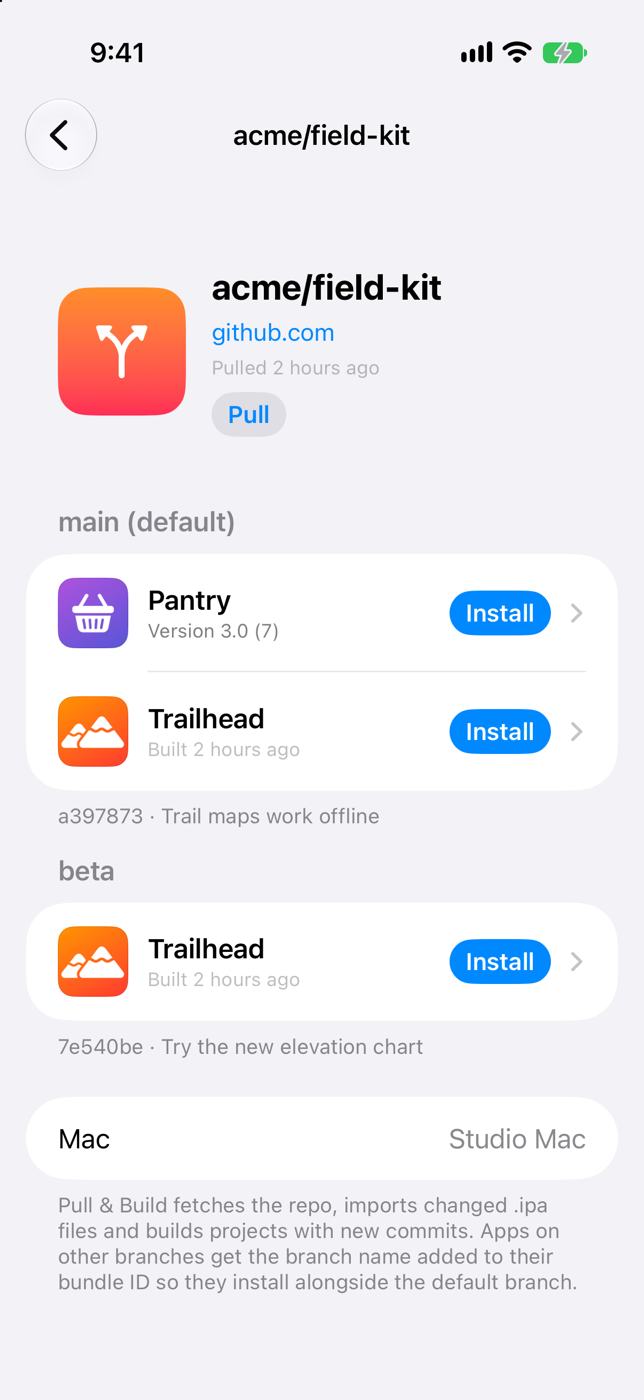 9:41
acme/field-kit
acme/field-kit
github.com
Pulled 2 hours ago
Pull
main (default)
Pantry
Version 3.0 (7)
Install
Trailhead
Built 2 hours ago
Install
a397873 · Trail maps work offline
beta
Trailhead
Built 2 hours ago
Install
7e540be · Try the new elevation chart
Mac
Studio Mac
Pull & Build fetches the repo, imports changed .ipa
files and builds projects with new commits. Apps on
other branches get the branch name added to their
bundle ID so they install alongside the default branch.